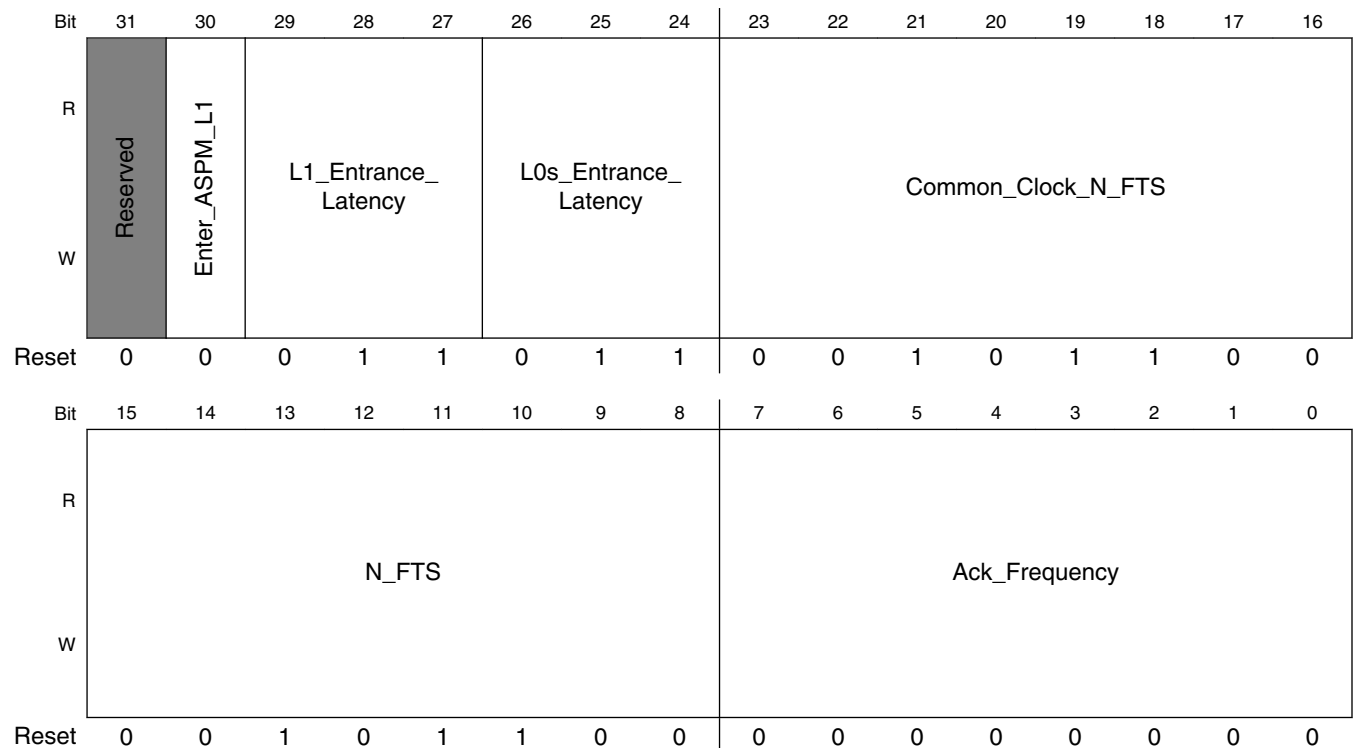 Bit 31 30 29 28 27 26 25 24 23 22 21 20 19 18 17 16
R
W
Reserved
Enter_ASPM_L1
L1_Entrance_
Latency
L0s_Entrance_
Latency
Common_Clock_N_FTS
Reset 0 0 0 1 1 0 1 1 0 0 1 0 1 1 0 0
Bit 15 14 13 12 11 10 9 8 7 6 5 4 3 2 1 0
R
W
N_FTS
Ack_Frequency
Reset 0 0 1 0 1 1 0 0 0 0 0 0 0 0 0 0